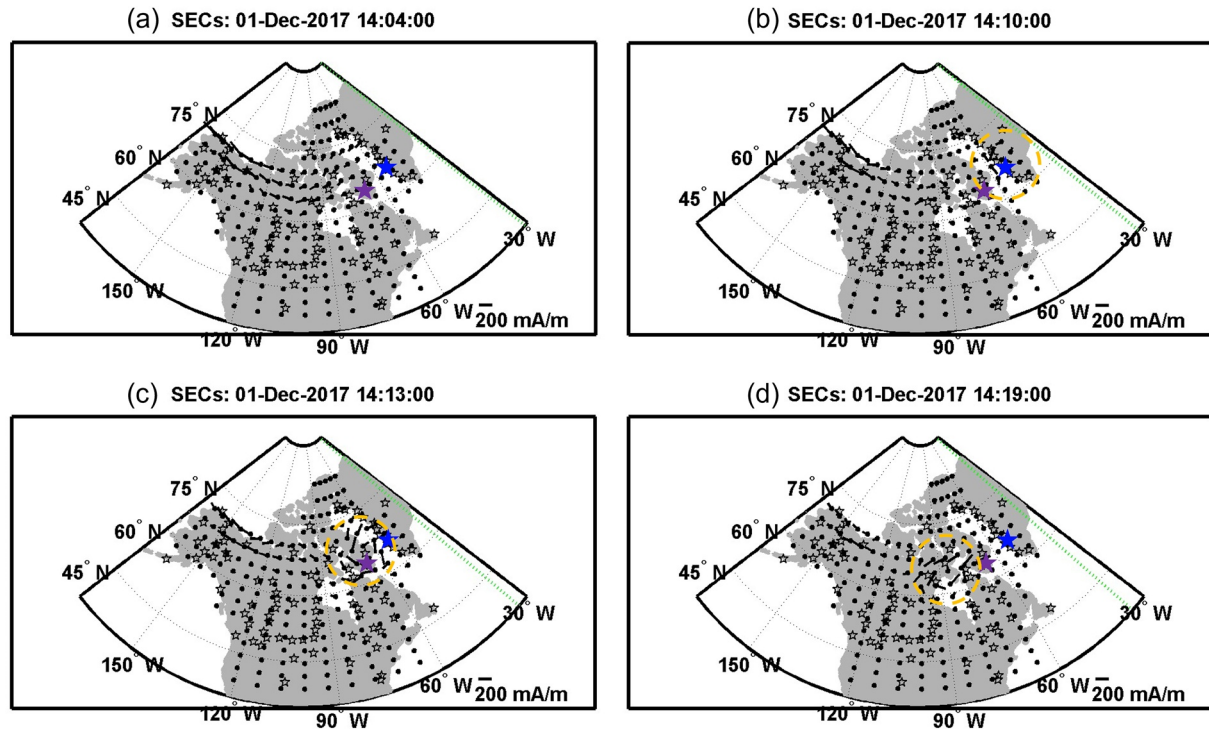 (a) SECs: 01-Dec-2017 14:04:00
75° N
60° N
45° N
150° W
120° W
90° W
60° W
30° W
200 mA/m
(b) SECs: 01-Dec-2017 14:10:00
75° N
60° N
45° N
150° W
120° W
90° W
60° W
30° W
200 mA/m
(c) SECs: 01-Dec-2017 14:13:00
75° N
60° N
45° N
150° W
120° W
90° W
60° W
30° W
200 mA/m
(d) SECs: 01-Dec-2017 14:19:00
75° N
60° N
45° N
150° W
120° W
90° W
60° W
30° W
200 mA/m